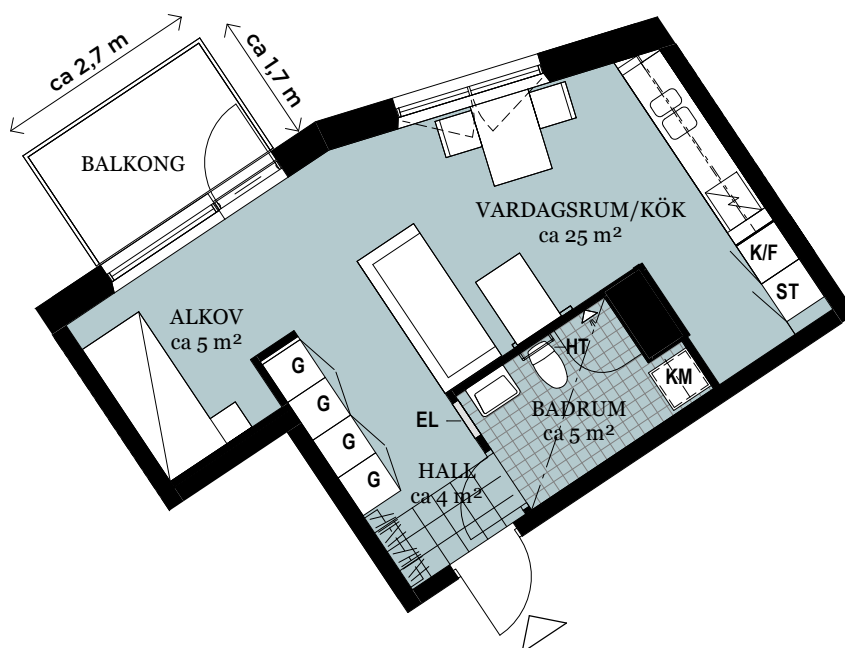 ca 2,7 m
ca 1,7 m
BALKONG
VARDAGSRUM/KÖK
ca 25 m²
K/F
ST
ALKOV
ca 5 m²
G
G
G
G
HT
KM
EL
BADRUM
ca 5 m²
HALL
ca 4 m²